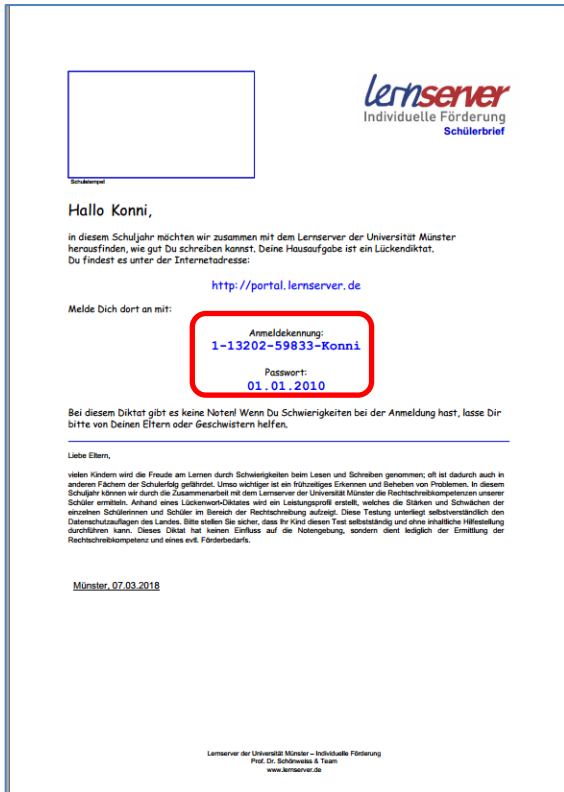 lernserver
Individuelle Förderung
Schülerbrief
Schulstempel
Hallo Konni,
in diesem Schuljahr möchten wir zusammen mit dem Lernserver der Universität Münster
herausfinden, wie gut Du schreiben kannst. Deine Hausaufgabe ist ein Lückendiktat.
Du findest es unter der Internetadresse:
http://portal.lernserver.de
Melde Dich dort an mit:
Anmeldekennung:
1-13202-59833-Konni
Passwort:
01.01.2010
Bei diesem Diktat gibt es keine Noten! Wenn Du Schwierigkeiten bei der Anmeldung hast, lasse Dir
bitte von Deinen Eltern oder Geschwistern helfen.
Liebe Eltern,
vielen Kindern wird die Freude am Lernen durch Schwierigkeiten beim Lesen und Schreiben genommen; oft ist dadurch auch in
anderen Fächern der Schulerfolg gefährdet. Umso wichtiger ist ein frühzeitiges Erkennen und Beheben von Problemen. In diesem
Schuljahr können wir durch die Zusammenarbeit mit dem Lernserver der Universität Münster die Rechtschreibkompetenzen unserer
Schüler ermitteln. Anhand eines Lückenwort-Diktates wird ein Leistungsprofil erstellt, welches die Stärken und Schwächen der
einzelnen Schülerinnen und Schüler im Bereich der Rechtschreibung aufzeigt. Diese Testung unterliegt selbstverständlich den
Datenschutzauflagen des Landes. Bitte stellen Sie sicher, dass Ihr Kind diesen Test selbstständig und ohne inhaltliche Hilfestellung
durchführen kann. Dieses Diktat hat keinen Einfluss auf die Notengebung, sondern dient lediglich der Ermittlung der
Rechtschreibkompetenz und eines evtl. Förderbedarfs.
Münster, 07.03.2018
Lernserver der Universität Münster – Individuelle Förderung
Prof. Dr. Schönweiss & Team
www.lernserver.de